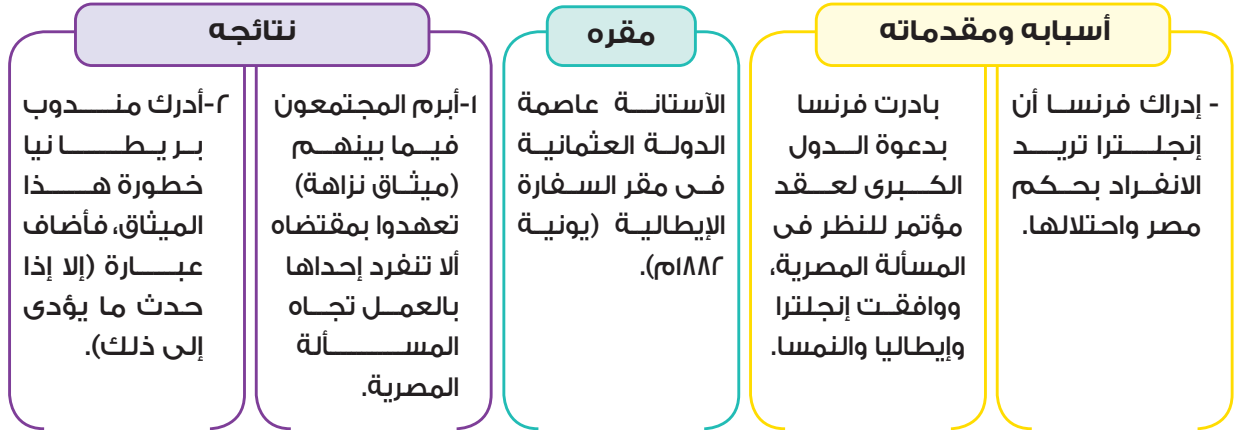 أسبابه ومقدماته
- إدراك فرنسا أن
إنجلترا تريد
الانفراد بحكم
مصر واحتلالها.
بادرت فرنسا
بدعوة الدول
الكبرى لعقد
مؤتمر للنظر فى
المسألة المصرية،
ووافقت إنجلترا
وإيطاليا والنمسا.
مقره
الآستانة عاصمة
الدولة العثمانية
فى مقر السفارة
الإيطالية (يونية
١٨٨٢م).
نتائجه
١-أبرم المجتمعون
فيما بينهم
(ميثاق نزاهة)
تعهدوا بمقتضاه
ألا تنفرد إحداها
بالعمل تجاه
المسألة
المصرية.
٢-أدرك مندوب
بريطانيا
خطورة هذا
الميثاق، فأضاف
عبارة (إلا إذا
حدث ما يؤدى
إلى ذلك).